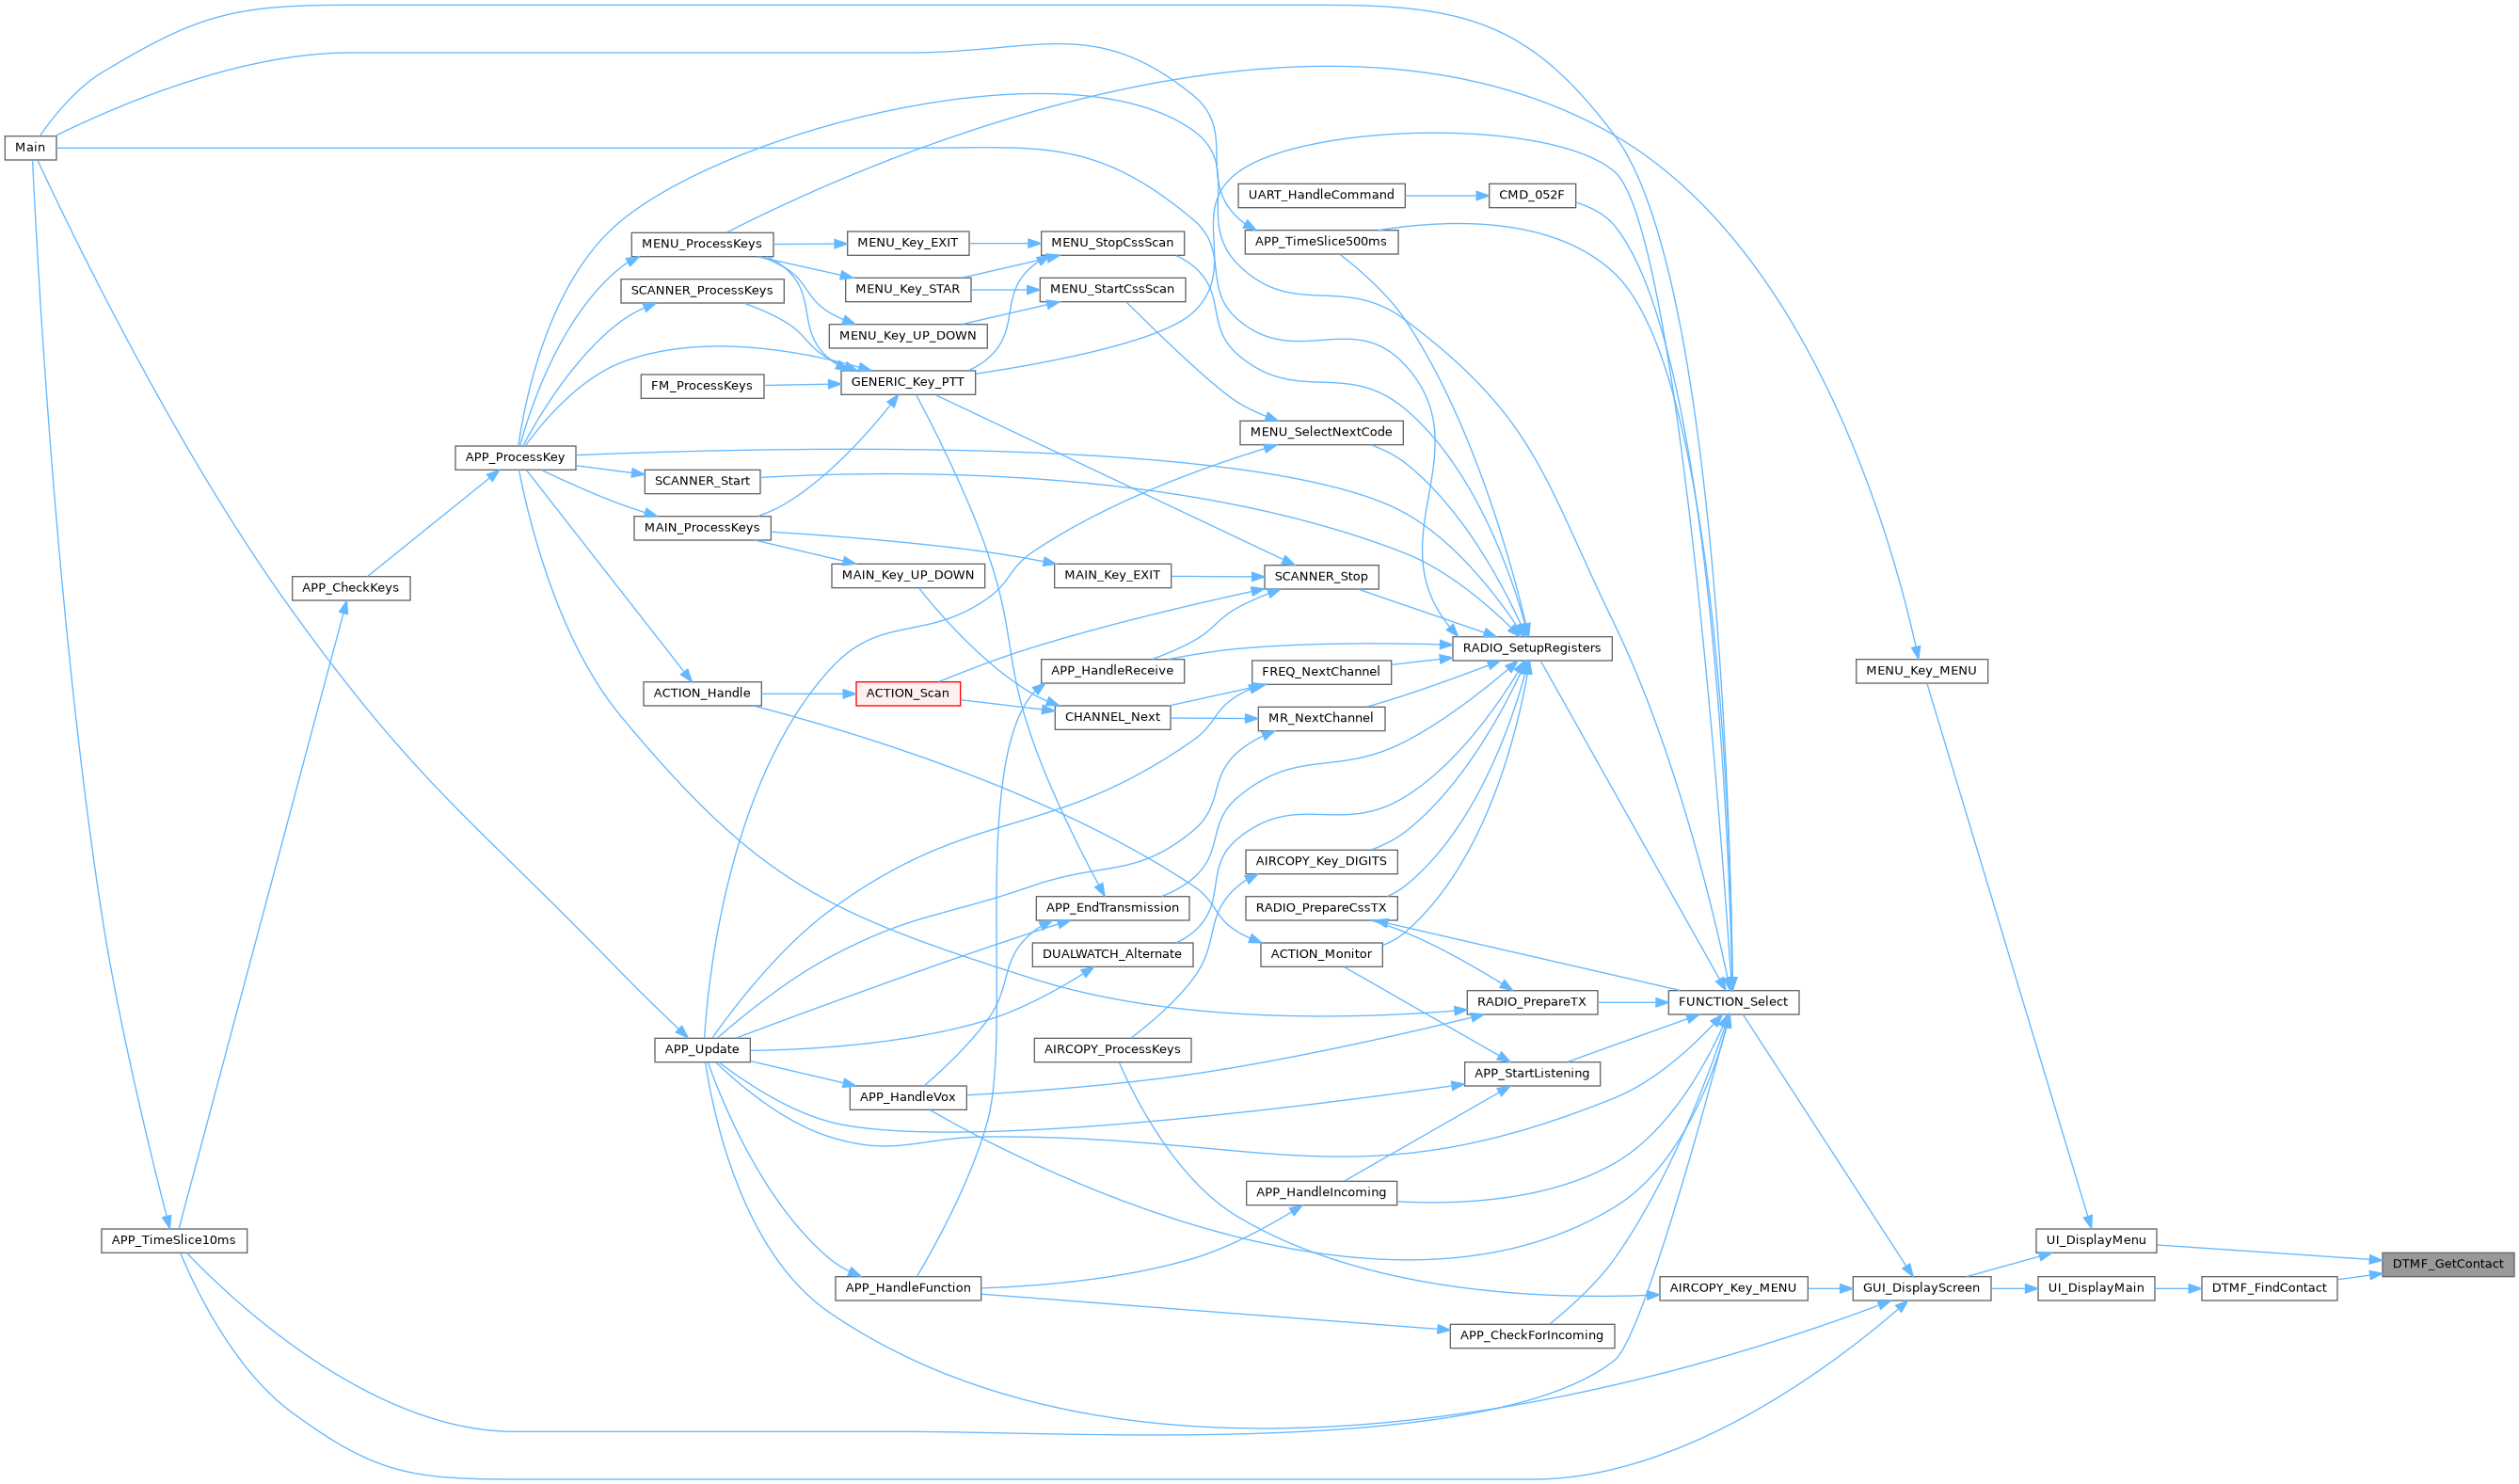 Main
UART_HandleCommand
CMD_052F
MENU_ProcessKeys
MENU_Key_EXIT
MENU_StopCssScan
APP_TimeSlice500ms
SCANNER_ProcessKeys
MENU_Key_STAR
MENU_StartCssScan
MENU_Key_UP_DOWN
FM_ProcessKeys
GENERIC_Key_PTT
MENU_SelectNextCode
APP_ProcessKey
SCANNER_Start
MAIN_ProcessKeys
APP_CheckKeys
MAIN_Key_UP_DOWN
MAIN_Key_EXIT
SCANNER_Stop
RADIO_SetupRegisters
APP_HandleReceive
FREQ_NextChannel
MENU_Key_MENU
ACTION_Handle
ACTION_Scan
CHANNEL_Next
MR_NextChannel
AIRCOPY_Key_DIGITS
APP_EndTransmission
RADIO_PrepareCssTX
DUALWATCH_Alternate
ACTION_Monitor
RADIO_PrepareTX
FUNCTION_Select
APP_Update
AIRCOPY_ProcessKeys
APP_StartListening
APP_HandleVox
APP_HandleIncoming
APP_TimeSlice10ms
UI_DisplayMenu
DTMF_GetContact
APP_HandleFunction
AIRCOPY_Key_MENU
GUI_DisplayScreen
UI_DisplayMain
DTMF_FindContact
APP_CheckForIncoming